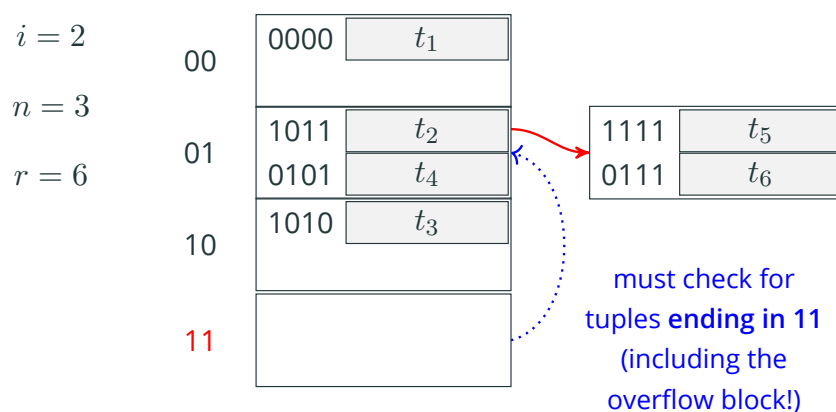 i = 2
n = 3
r = 6
00
0000 t₁
01
1011 t₂
0101 t₄
10
1010 t₃
11
1111 t₅
0111 t₆
must check for
tuples ending in 11
(including the
overflow block!)